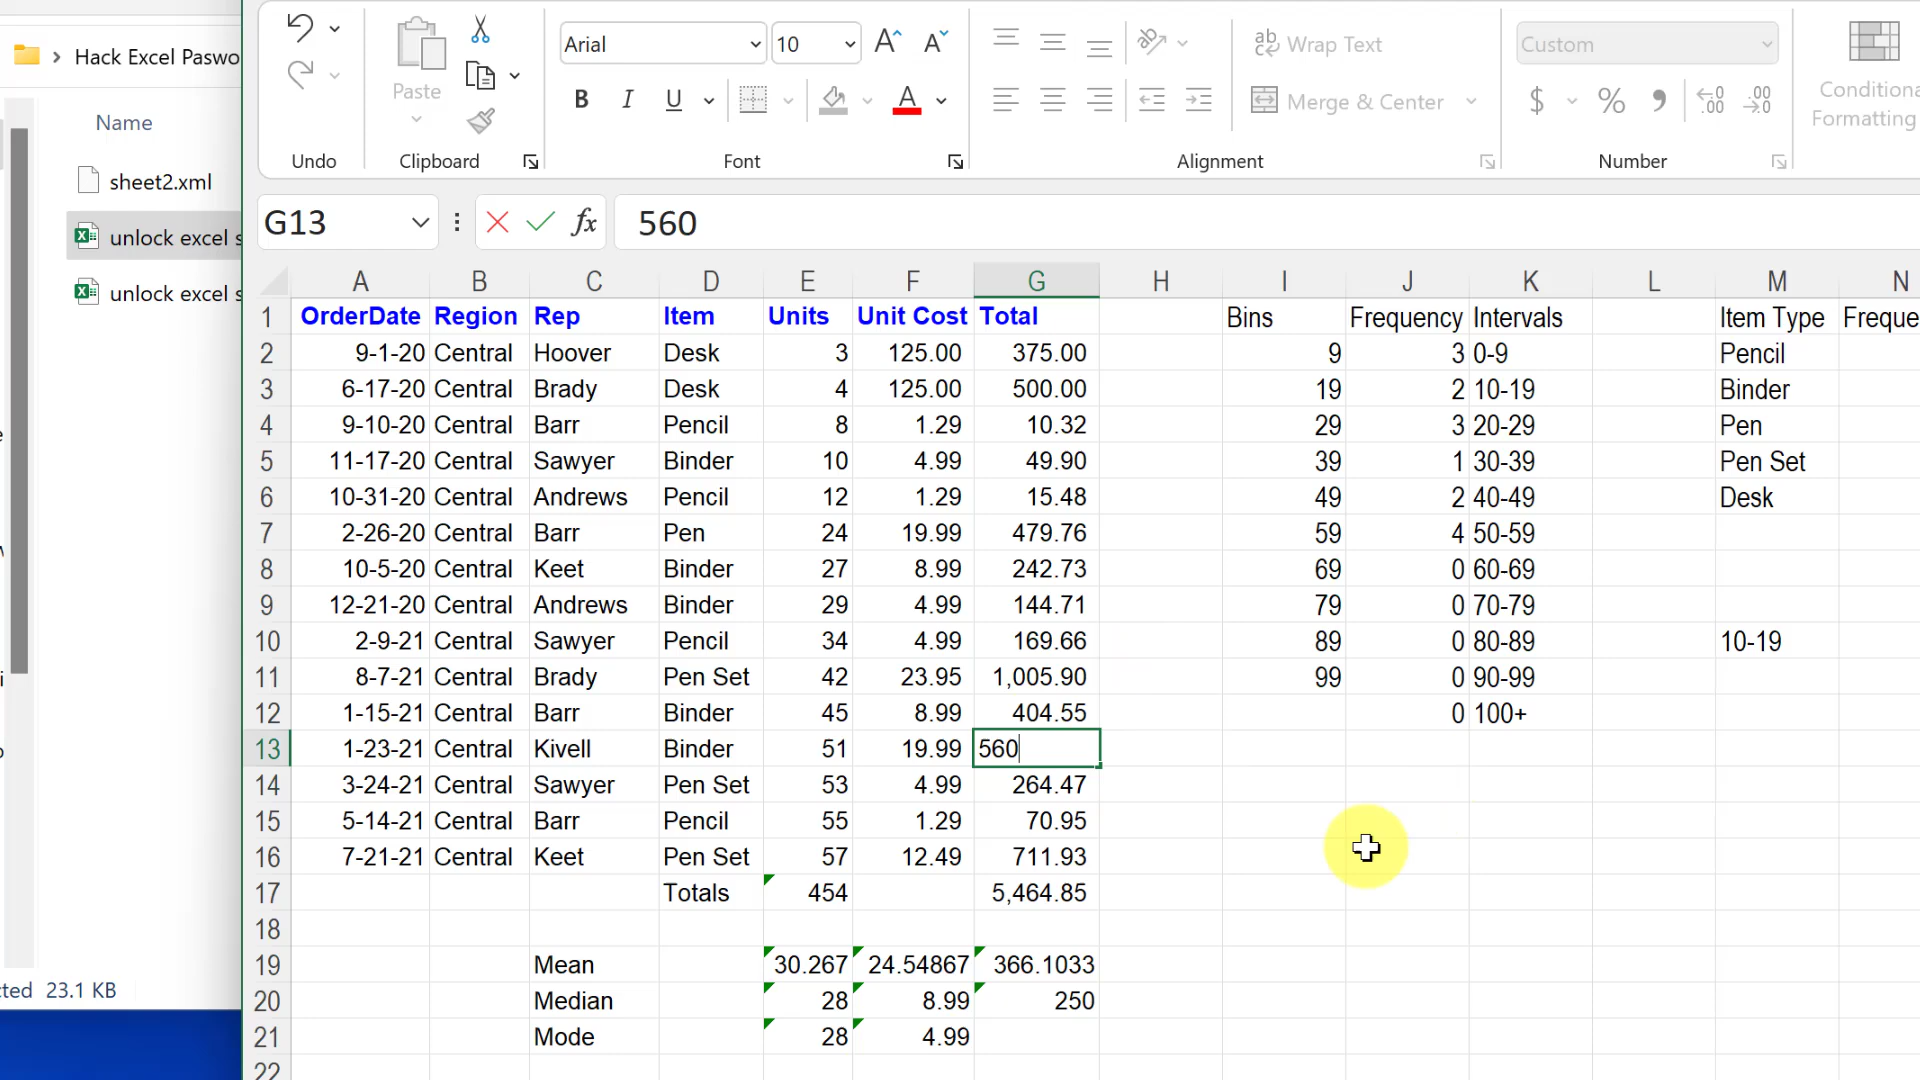 Hack Excel Paswo
Name
sheet2.xml
unlock excel s
unlock excel s
cted 23.1 KB
Undo
Paste
Clipboard
Arial 10
B I U
Font
Wrap Text
Merge & Center
Alignment
Custom
$ % 9
Number
Conditiona
Formatting
G13 fx 560
A B C D E F G H I J K L M N
1 OrderDate Region Rep Item Units Unit Cost Total Bins Frequency Intervals Item Type Freque
2 9-1-20 Central Hoover Desk 3 125.00 375.00 9 3 0-9 Pencil
3 6-17-20 Central Brady Desk 4 125.00 500.00 19 2 10-19 Binder
4 9-10-20 Central Barr Pencil 8 1.29 10.32 29 3 20-29 Pen
5 11-17-20 Central Sawyer Binder 10 4.99 49.90 39 1 30-39 Pen Set
6 10-31-20 Central Andrews Pencil 12 1.29 15.48 49 2 40-49 Desk
7 2-26-20 Central Barr Pen 24 19.99 479.76 59 4 50-59
8 10-5-20 Central Keet Binder 27 8.99 242.73 69 0 60-69
9 12-21-20 Central Andrews Binder 29 4.99 144.71 79 0 70-79
10 2-9-21 Central Sawyer Pencil 34 4.99 169.66 89 0 80-89 10-19
11 8-7-21 Central Brady Pen Set 42 23.95 1,005.90 99 0 90-99
12 1-15-21 Central Barr Binder 45 8.99 404.55 0 100+
13 1-23-21 Central Kivell Binder 51 19.99 560
14 3-24-21 Central Sawyer Pen Set 53 4.99 264.47
15 5-14-21 Central Barr Pencil 55 1.29 70.95
16 7-21-21 Central Keet Pen Set 57 12.49 711.93
17 Totals 454 5,464.85
18
19 Mean 30.267 24.54867 366.1033
20 Median 28 8.99 250
21 Mode 28 4.99
22